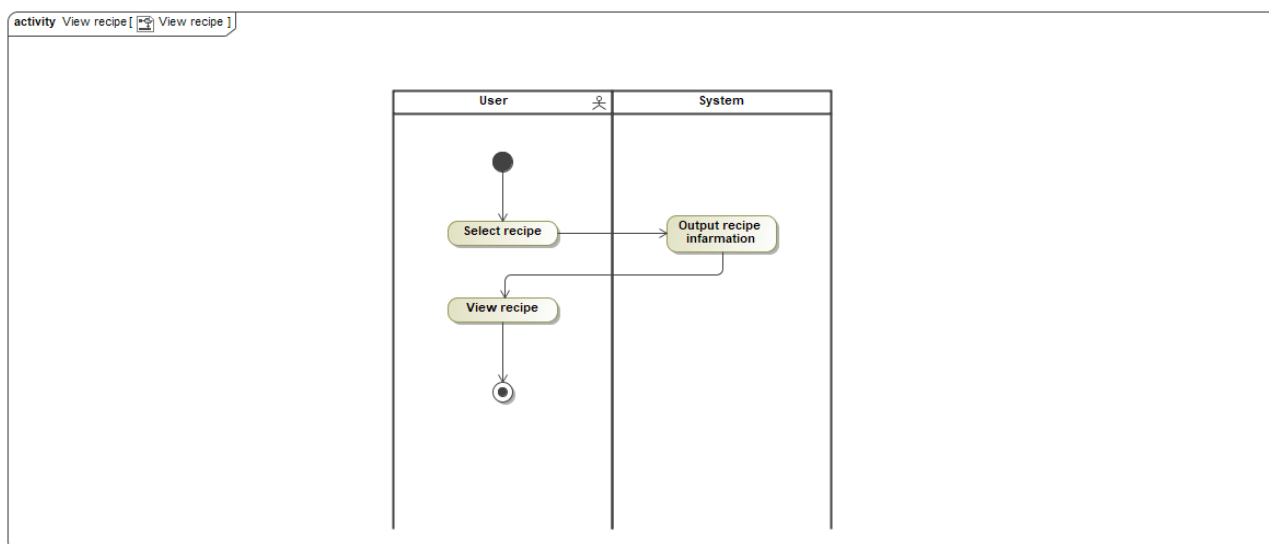 activity View recipe [ View recipe ]
User
System
Select recipe
Output recipe
infarmation
View recipe